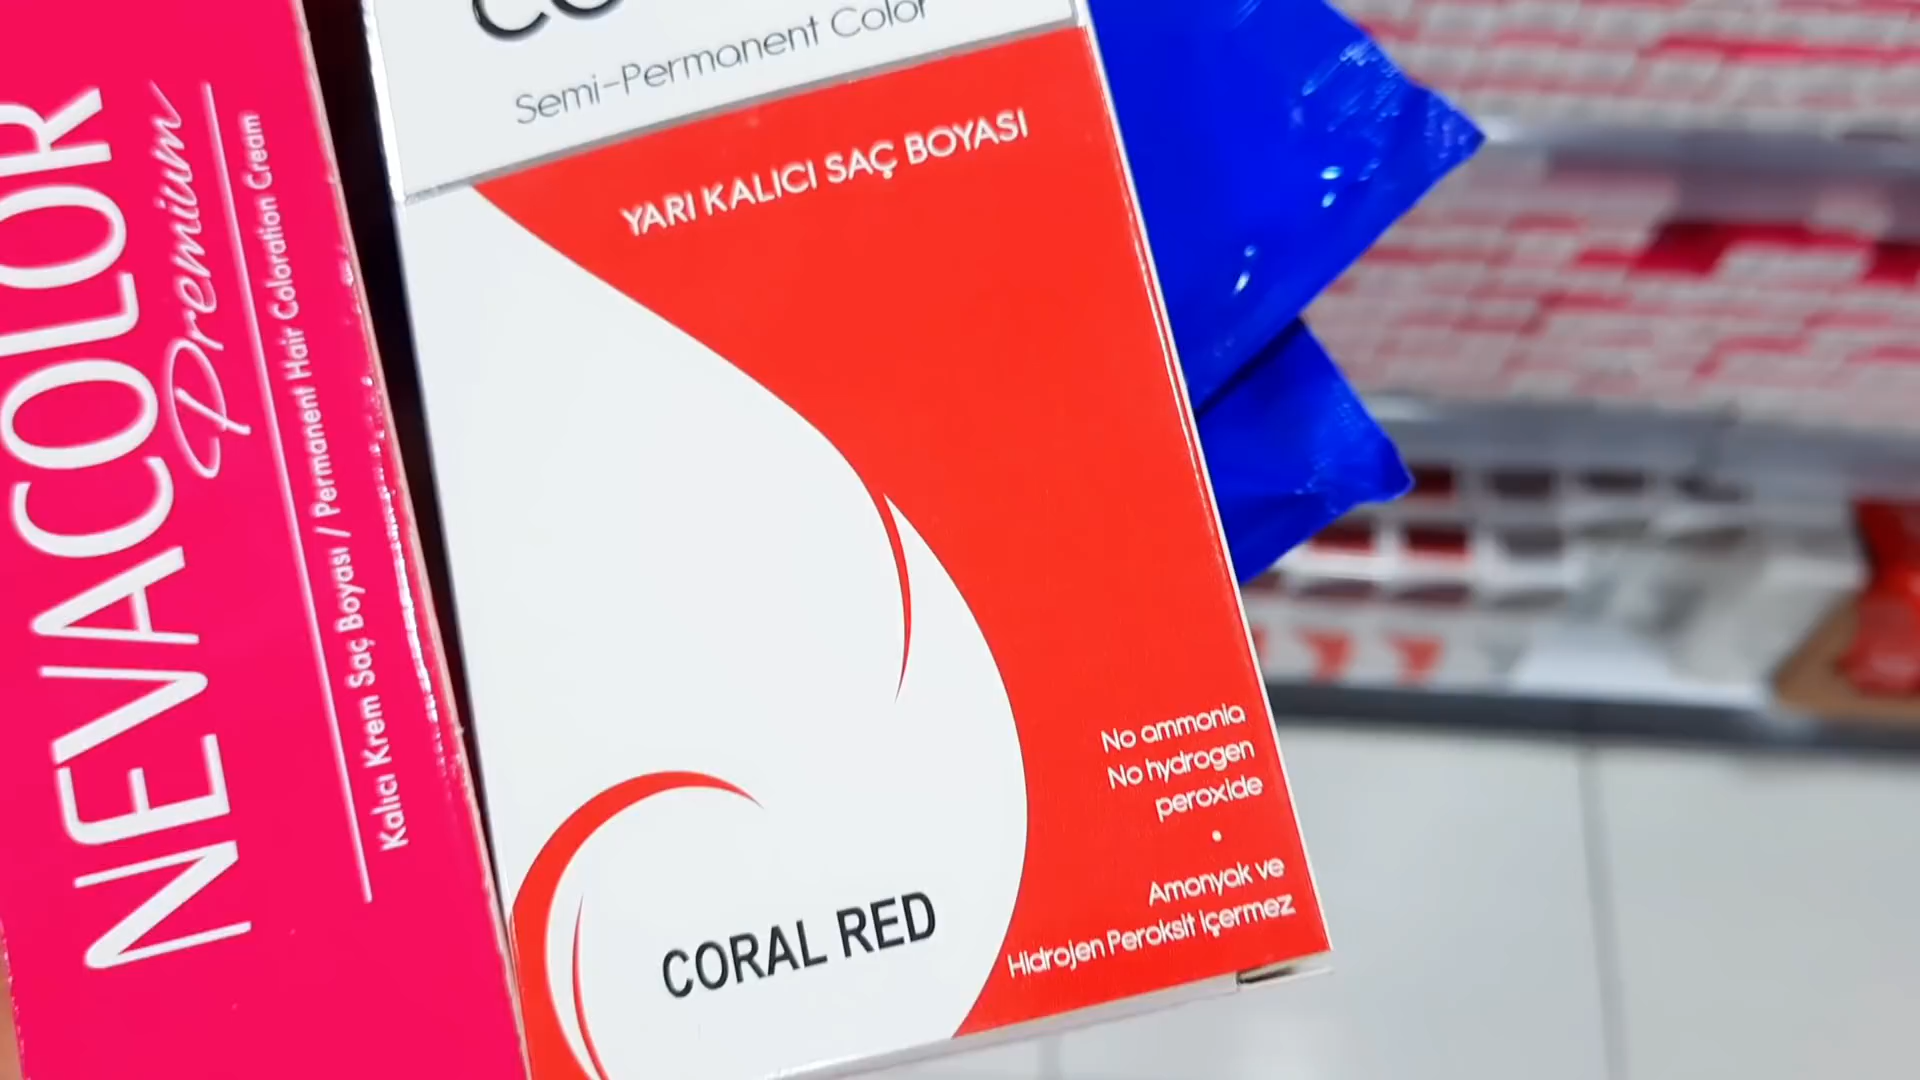 NEVACOLOR
Premium
Kalıcı Krem Saç Boyası / Permanent Hair Coloration Cream
Semi-Permanent Color
YARI KALICI SAÇ BOYASI
No ammonia
No hydrogen
peroxide
•
Amonyak ve
Hidrojen Peroksit İçermez
CORAL RED